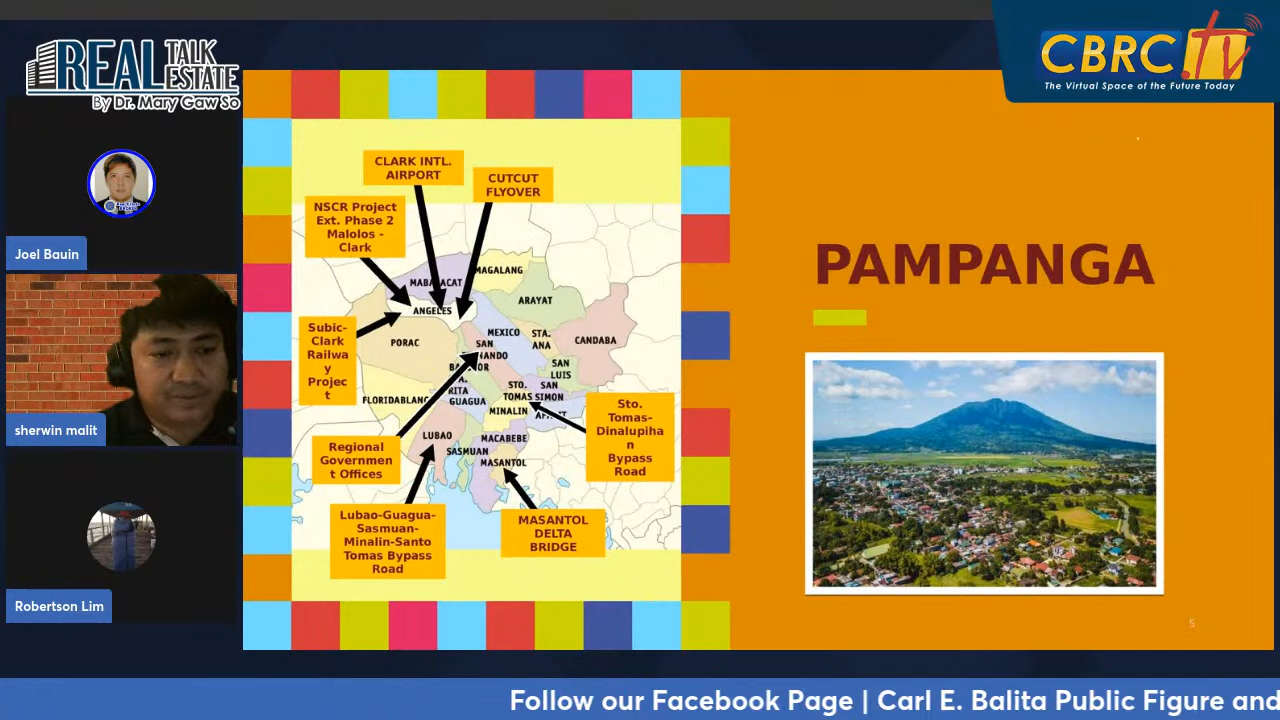 REAL TALK
ESTATE
By Dr. Mary Gaw So
CBRC.tv
The Virtual Space of the Future Today
Joel Bauin
sherwin malit
Robertson Lim
CLARK INTL.
AIRPORT
CUTCUT
FLYOVER
NSCR Project
Ext. Phase 2
Malolos -
Clark
Subic-
Clark
Railwa
y
Projec
t
Regional
Governmen
t Offices
Lubao-Guagua-
Sasmuan-
Minalin-Santo
Tomas Bypass
Road
MASANTOL
DELTA
BRIDGE
Sto.
Tomas-
Dinalupiha
n
Bypass
Road
MAGALANG
ANGELES
ARAYAT
PORAC
MEXICO
STA.
ANA
CANDABA
SAN
SAN
LUIS
FLORIDABLANC
RITA
GUAGUA
STO.
TOMAS
SAN
SIMON
MINALIN
LUBAO
MACABEBE
SASMUAN
MASANTOL
PAMPANGA
5
Follow our Facebook Page | Carl E. Balita Public Figure and